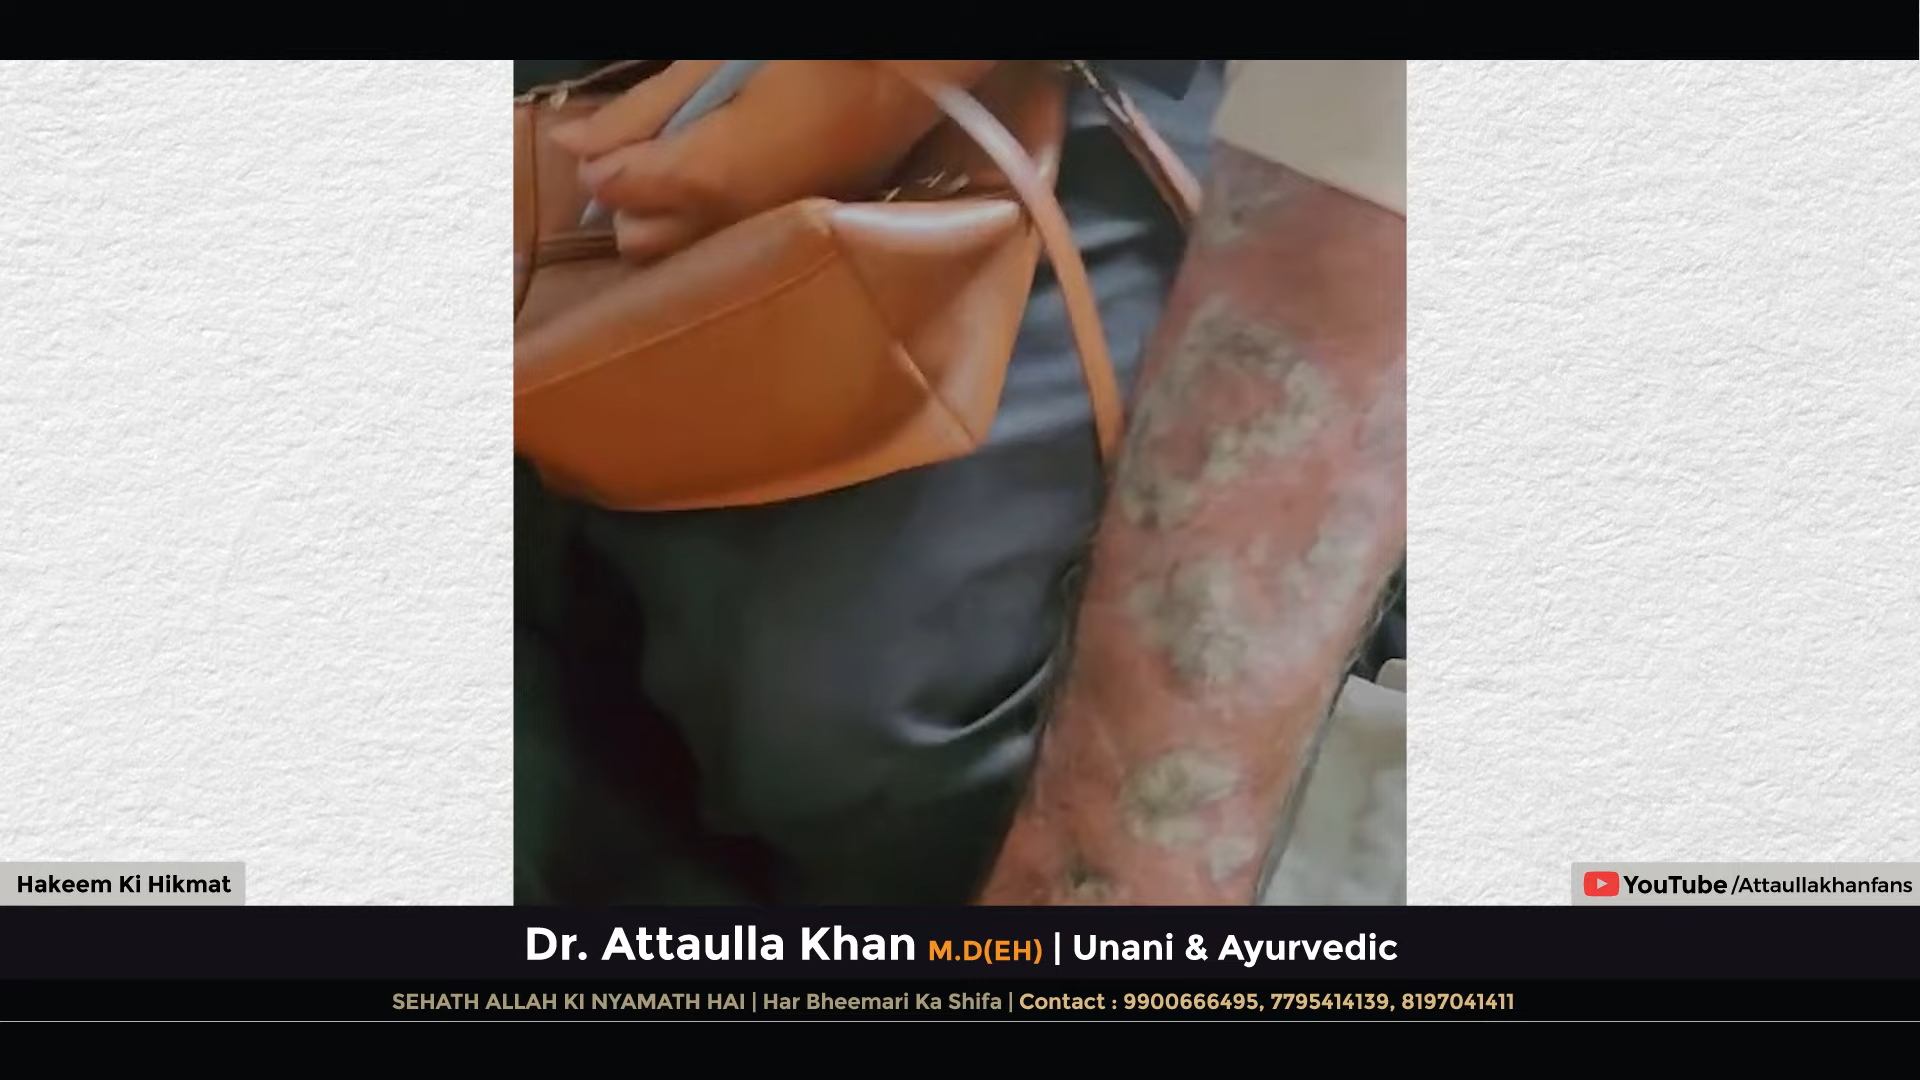 Hakeem Ki Hikmat
YouTube /Attaullakhanfans
Dr. Attaulla Khan M.D(EH) | Unani & Ayurvedic
SEHATH ALLAH KI NYAMATH HAI | Har Bheemari Ka Shifa | Contact : 9900666495, 7795414139, 8197041411